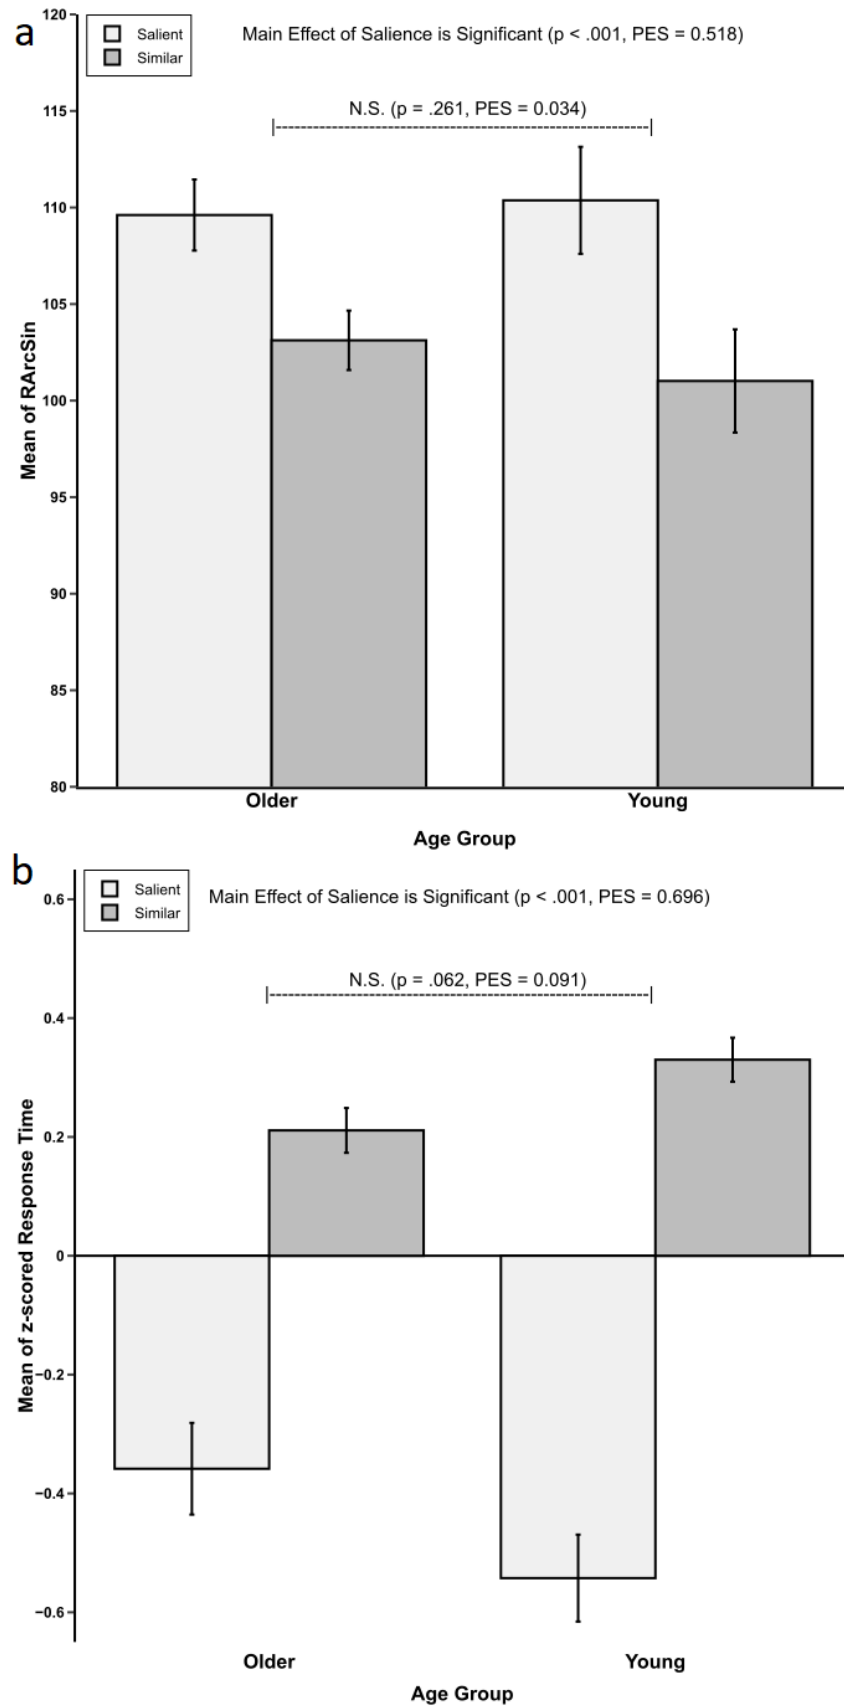 a
Salient
Similar
Main Effect of Salience is Significant (p < .001, PES = 0.518)
N.S. (p = .261, PES = 0.034)
120
115
110
105
100
95
90
85
80
Mean of RArcSin
Older
Young
Age Group
b
Salient
Similar
Main Effect of Salience is Significant (p < .001, PES = 0.696)
N.S. (p = .062, PES = 0.091)
0.6
0.4
0.2
0
−0.2
−0.4
−0.6
Mean of z-scored Response Time
Older
Young
Age Group